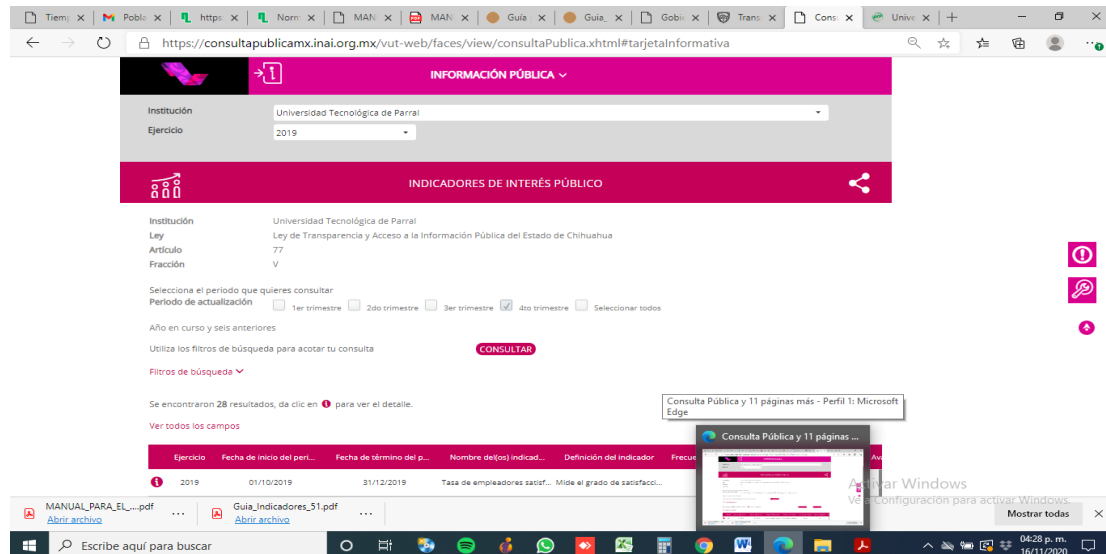 Tiem
Pobla
https
Norm
MAN
MAN
Guía
Guia_
Gobi
Trans
Cons
Unive
https://consultapublicamx.inai.org.mx/vut-web/faces/view/consultaPublica.xhtml#tarjetaInformativa
INFORMACIÓN PÚBLICA
Institución Universidad Tecnológica de Parral
Ejercicio 2019
INDICADORES DE INTERÉS PÚBLICO
Institución Universidad Tecnológica de Parral
Ley Ley de Transparencia y Acceso a la Información Pública del Estado de Chihuahua
Artículo 77
Fracción V
Selecciona el periodo que quieres consultar
Periodo de actualización 1er trimestre 2do trimestre 3er trimestre 4to trimestre Seleccionar todos
Año en curso y seis anteriores
Utiliza los filtros de búsqueda para acotar tu consulta CONSULTAR
Filtros de búsqueda
Se encontraron 28 resultados, da clic en para ver el detalle.
Ver todos los campos
Consulta Pública y 11 páginas más - Perfil 1: Microsoft
Edge
Consulta Pública y 11 páginas ...
Ejercicio Fecha de inicio del peri... Fecha de término del p... Nombre del(os) indicad... Definición del indicador Frecue
2019 01/10/2019 31/12/2019 Tasa de empleadores satisf... Mide el grado de satisfacci...
MANUAL_PARA_EL_....pdf
Abrir archivo
Guia_Indicadores_51.pdf
Abrir archivo
Mostrar todas
Escribe aquí para buscar
04:28 p. m.
16/11/2020